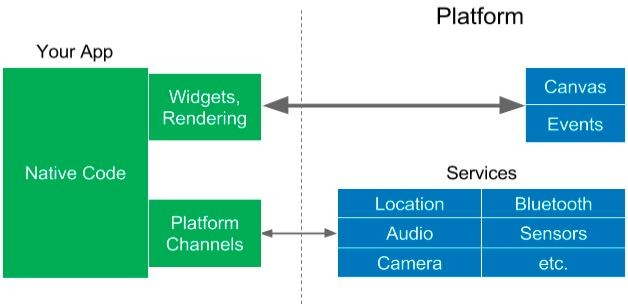 Platform
Your App
Widgets,
Rendering
Canvas
Events
Native Code
Services
Platform
Channels
Location
Bluetooth
Audio
Sensors
Camera
etc.